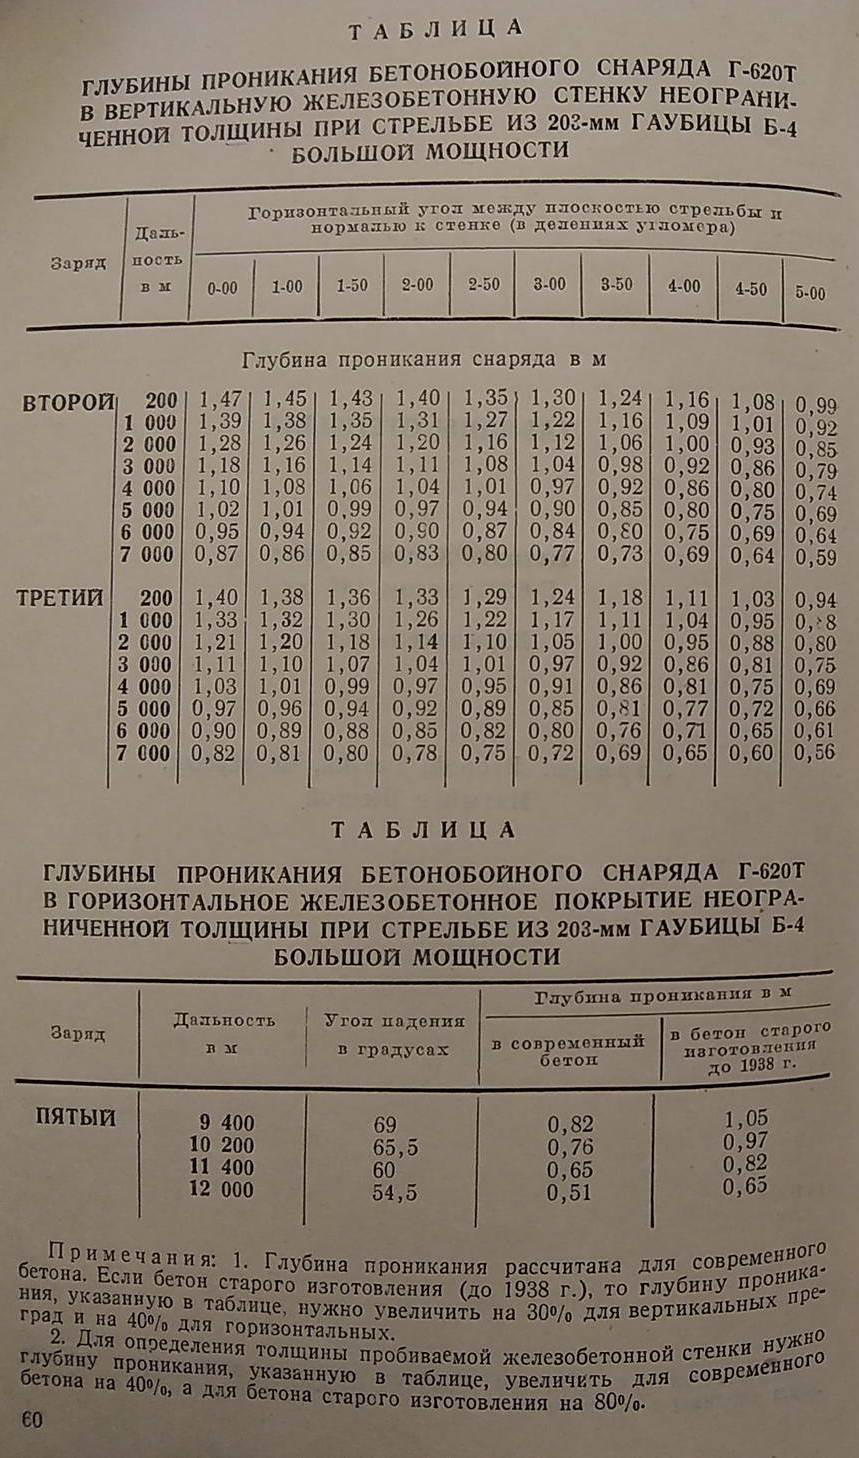 ТАБЛИЦА
ГЛУБИНЫ ПРОНИКАНИЯ БЕТОНОБОЙНОГО СНАРЯДА Г-620Т
В ВЕРТИКАЛЬНУЮ ЖЕЛЕЗОБЕТОННУЮ СТЕНКУ НЕОГРАНИ-
ЧЕННОЙ ТОЛЩИНЫ ПРИ СТРЕЛЬБЕ ИЗ 203-мм ГАУБИЦЫ Б-4
БОЛЬШОЙ МОЩНОСТИ
Заряд
Даль-
ность
в м
Горизонтальный угол между плоскостью стрельбы и
нормалью к стенке (в делениях угломера)
0-00 1-00 1-50 2-00 2-50 3-00 3-50 4-00 4-50 5-00
Глубина проникания снаряда в м
ВТОРОЙ 200 1,47 1,45 1,43 1,40 1,35 1,30 1,24 1,16 1,08 0,99
1 000 1,39 1,38 1,35 1,31 1,27 1,22 1,16 1,09 1,01 0,92
2 000 1,28 1,26 1,24 1,20 1,16 1,12 1,06 1,00 0,93 0,85
3 000 1,18 1,16 1,14 1,11 1,08 1,04 0,98 0,92 0,86 0,79
4 000 1,10 1,08 1,06 1,04 1,01 0,97 0,92 0,86 0,80 0,74
5 000 1,02 1,01 0,99 0,97 0,94 0,90 0,85 0,80 0,75 0,69
6 000 0,95 0,94 0,92 0,90 0,87 0,84 0,80 0,75 0,69 0,64
7 000 0,87 0,86 0,85 0,83 0,80 0,77 0,73 0,69 0,64 0,59
ТРЕТИЙ 200 1,40 1,38 1,36 1,33 1,29 1,24 1,18 1,11 1,03 0,94
1 000 1,33 1,32 1,30 1,26 1,22 1,17 1,11 1,04 0,95
2 000 1,21 1,20 1,18 1,14 1,10 1,05 1,00 0,95 0,88 0,80
3 000 1,11 1,10 1,07 1,04 1,01 0,97 0,92 0,86 0,81 0,75
4 000 1,03 1,01 0,99 0,97 0,95 0,91 0,86 0,81 0,75 0,69
5 000 0,97 0,96 0,94 0,92 0,89 0,85 0,81 0,77 0,72 0,66
6 000 0,90 0,89 0,88 0,85 0,82 0,80 0,76 0,71 0,65 0,61
7 000 0,82 0,81 0,80 0,78 0,75 0,72 0,69 0,65 0,60 0,56
ТАБЛИЦА
ГЛУБИНЫ ПРОНИКАНИЯ БЕТОНОБОЙНОГО СНАРЯДА Г-620Т
В ГОРИЗОНТАЛЬНОЕ ЖЕЛЕЗОБЕТОННОЕ ПОКРЫТИЕ НЕОГРА-
НИЧЕННОЙ ТОЛЩИНЫ ПРИ СТРЕЛЬБЕ ИЗ 203-мм ГАУБИЦЫ Б-4
БОЛЬШОЙ МОЩНОСТИ
Заряд
Дальность
в м
Угол падения
в градусах
Глубина проникания в м
в современный
бетон
в бетон старого
изготовления
до 1938 г.
ПЯТЫЙ 9 400 69 0,82 1,05
10 200 65,5 0,76 0,97
11 400 60 0,65 0,82
12 000 54,5 0,51 0,65
Примечания: 1. Глубина проникания рассчитана для современного
бетона. Если бетон старого изготовления (до 1938 г.), то глубину проника-
ния, указанную в таблице, нужно увеличить на 30% для вертикальных пре-
град и на 40% для горизонтальных.
2. Для определения толщины пробиваемой железобетонной стенки нужно
глубину проникания, указанную в таблице, увеличить для современного
бетона на 40%, а для бетона старого изготовления на 80%.
60